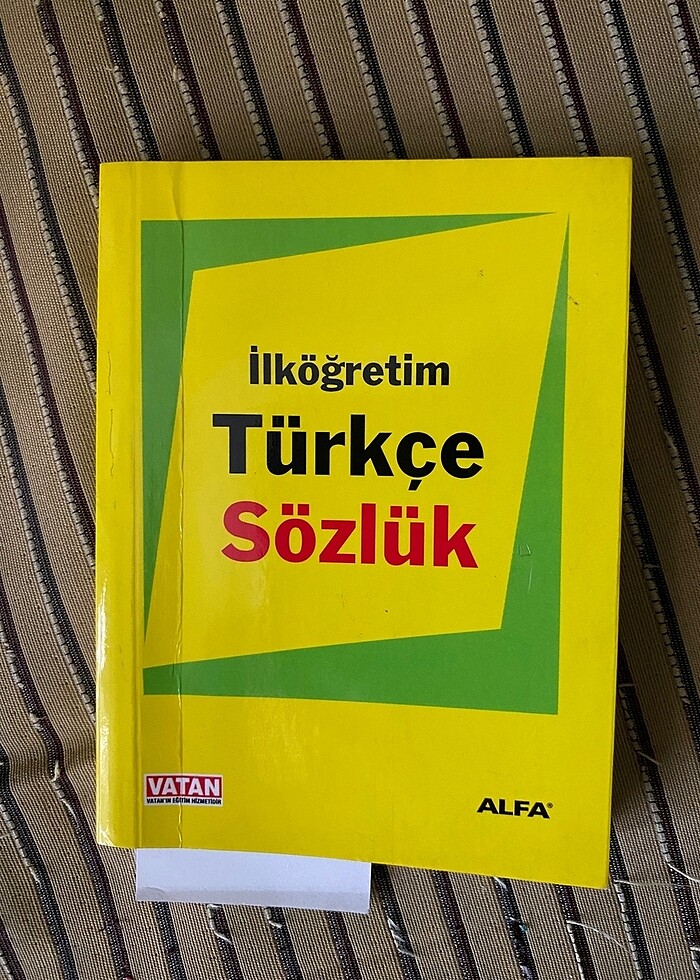 İlköğretim
Türkçe
Sözlük
VATAN
VATAN'IN EĞİTİM HİZMETİDİR
ALFA®